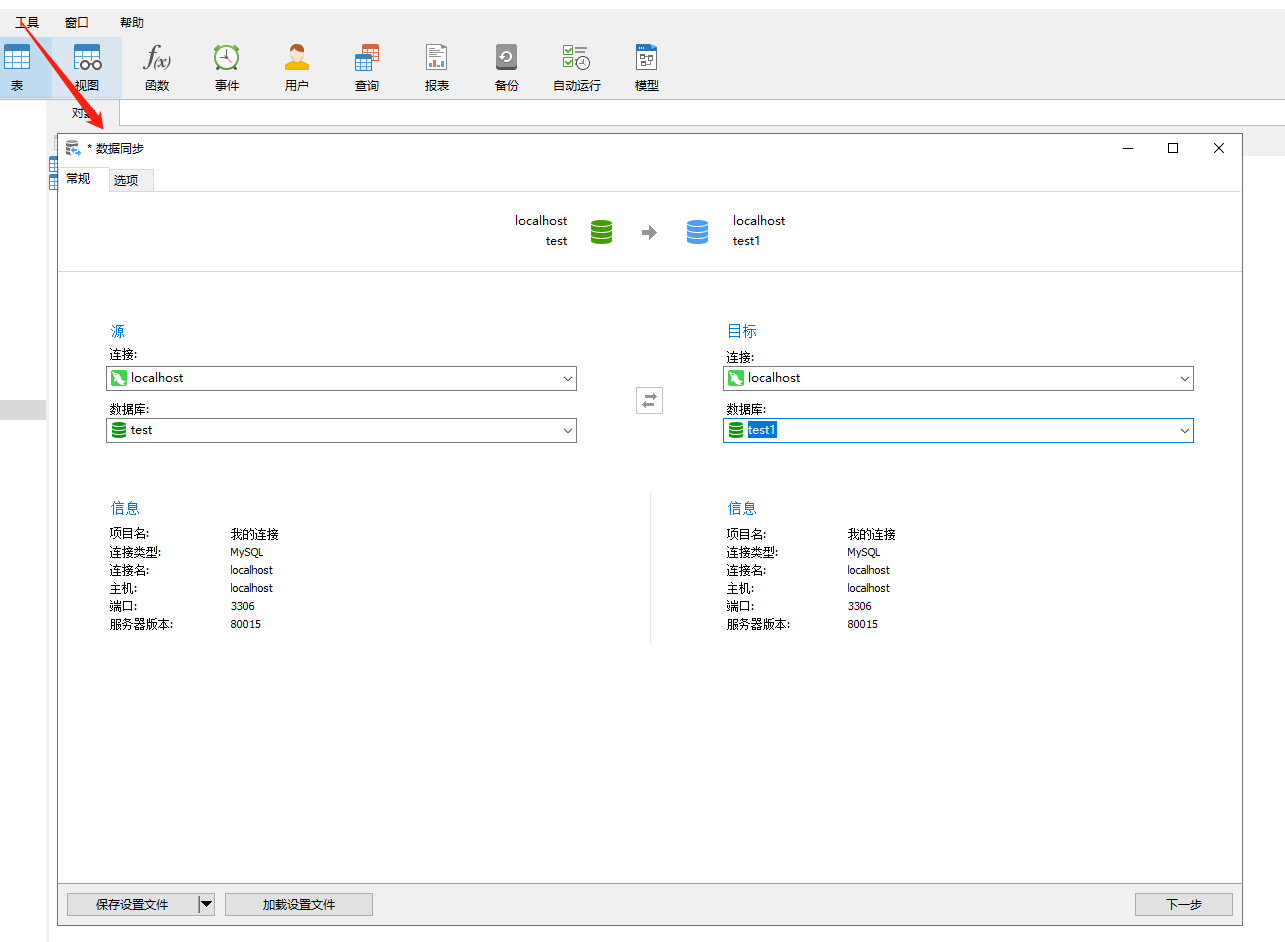 工具 窗口 帮助
表 视图 函数 事件 用户 查询 报表 备份 自动运行 模型
* 数据同步
常规 选项
localhost localhost
test test1
源 目标
连接: 连接:
localhost localhost
数据库: 数据库:
test test1
信息 信息
项目名: 我的连接 项目名: 我的连接
连接类型: MySQL 连接类型: MySQL
连接名: localhost 连接名: localhost
主机: localhost 主机: localhost
端口: 3306 端口: 3306
服务器版本: 80015 服务器版本: 80015
保存设置文件 加载设置文件 下一步